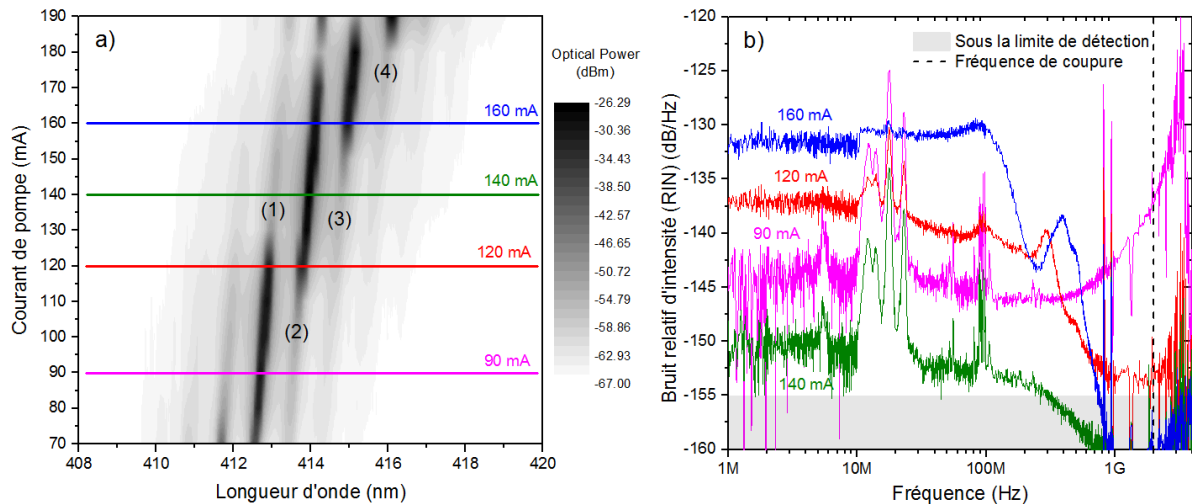 a)
Courant de pompe (mA)
190
180
170
160
150
140
130
120
110
100
90
80
70
(4)
160 mA
140 mA
(1)
(3)
120 mA
(2)
90 mA
408
410
412
414
416
418
420
Longueur d'onde (nm)
Optical Power
(dBm)
-26.29
-30.36
-34.43
-38.50
-42.57
-46.65
-50.72
-54.79
-58.86
-62.93
-67.00
b)
Bruit relatif d'intensité (RIN) (dB/Hz)
-120
-125
-130
-135
-140
-145
-150
-155
-160
Sous la limite de détection
Fréquence de coupure
160 mA
120 mA
90 mA
140 mA
1M
10M
100M
1G
Fréquence (Hz)